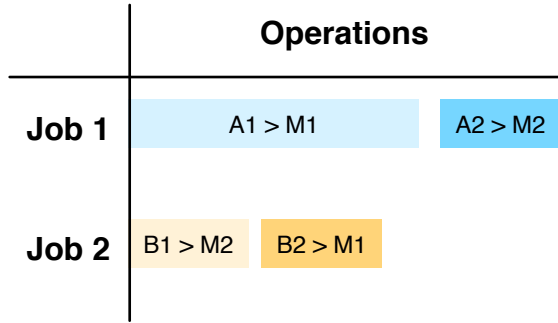 Operations
Job 1
A1 > M1
A2 > M2
Job 2
B1 > M2
B2 > M1